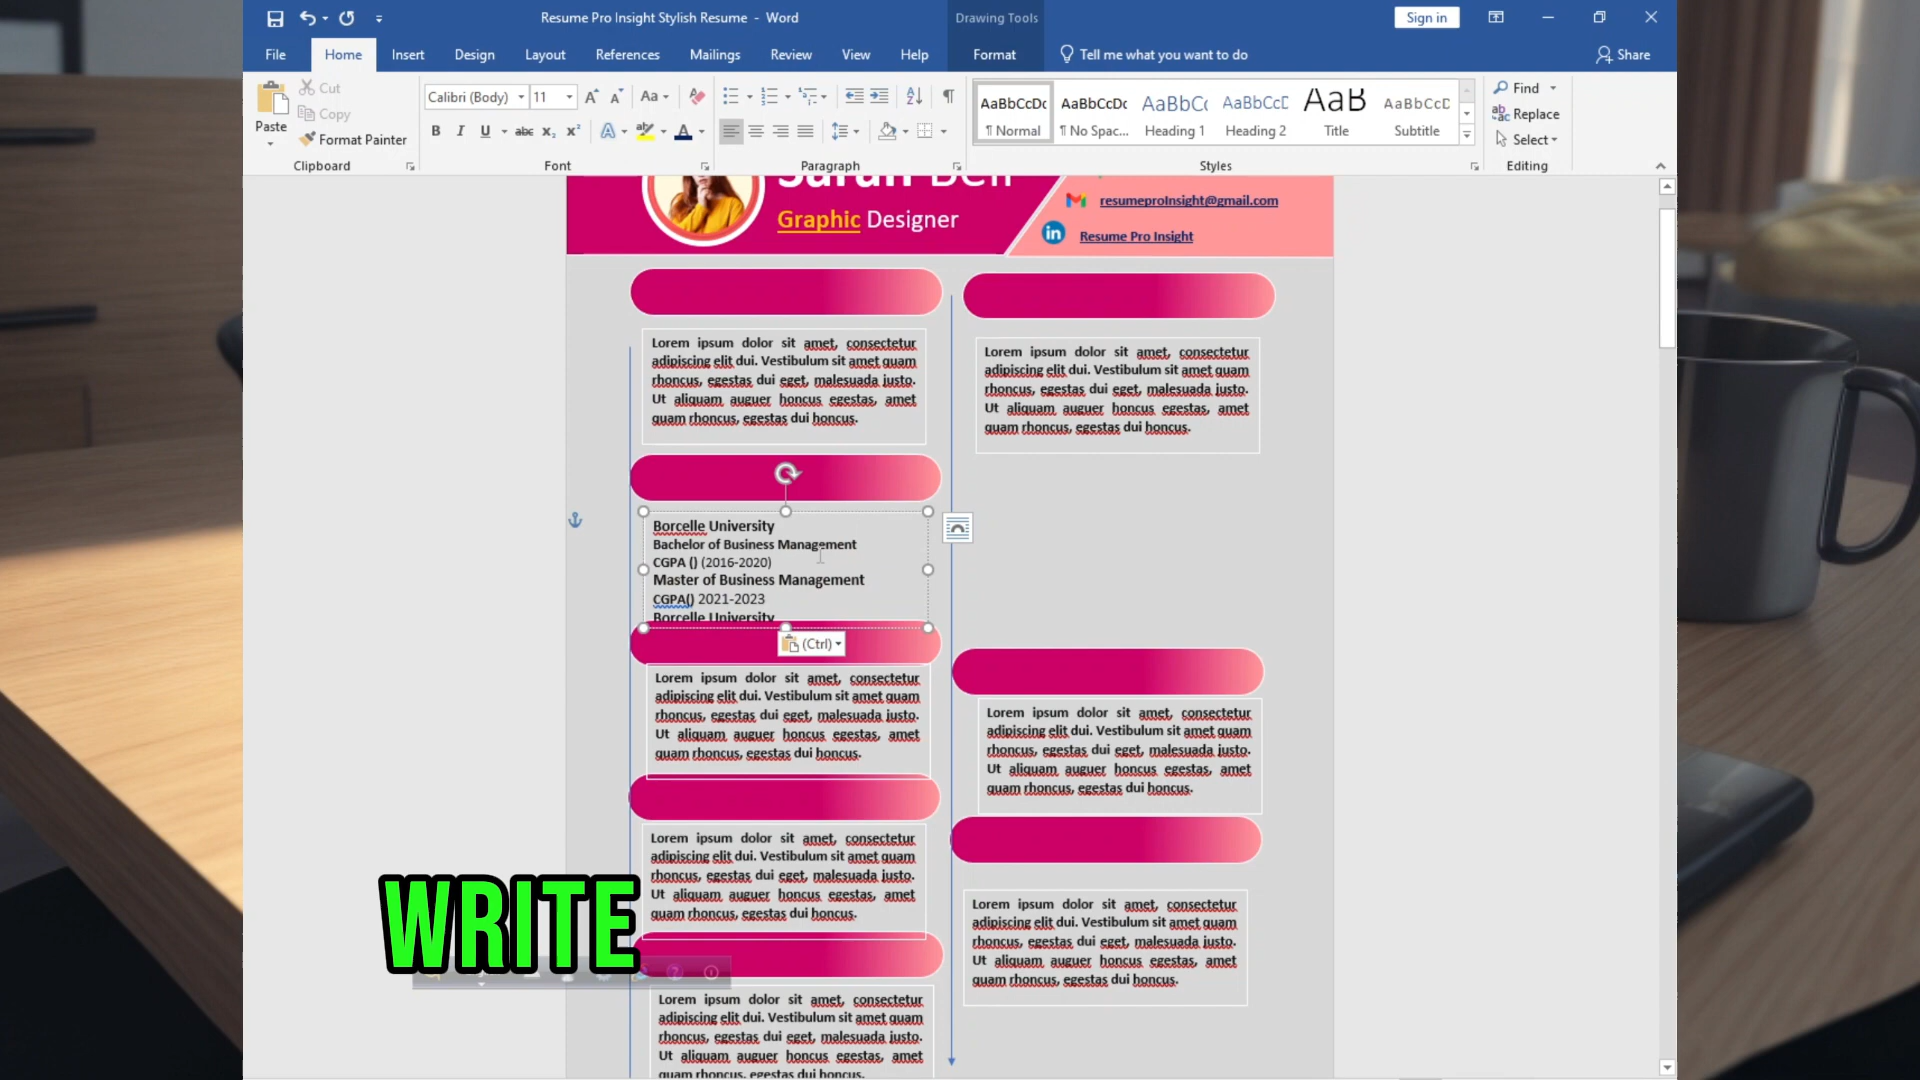 Resume Pro Insight Stylish Resume - Word
Drawing Tools
Sign in
File
Home
Insert
Design
Layout
References
Mailings
Review
View
Help
Format
Tell me what you want to do
Share
Paste
Cut
Copy
Format Painter
Clipboard
Calibri (Body)
11
Font
Paragraph
AaBbCcDc
¶ Normal
AaBbCcDc
¶ No Spac...
AaBbCc
Heading 1
AaBbCcD
Heading 2
AaB
Title
AaBbCcD
Subtitle
Styles
Find
Replace
Select
Editing
Sarah Bell
Graphic Designer
resumeproInsight@gmail.com
Resume Pro Insight
Lorem ipsum dolor sit amet, consectetur
adipiscing elit dui. Vestibulum sit amet quam
rhoncus, egestas dui eget, malesuada justo.
Ut aliquam auguer honcus egestas, amet
quam rhoncus, egestas dui honcus.
Borcelle University
Bachelor of Business Management
CGPA () (2016-2020)
Master of Business Management
CGPA() 2021-2023
Borcelle University
(Ctrl)
Lorem ipsum dolor sit amet, consectetur
adipiscing elit dui. Vestibulum sit amet quam
rhoncus, egestas dui eget, malesuada justo.
Ut aliquam auguer honcus egestas, amet
quam rhoncus, egestas dui honcus.
Lorem ipsum dolor sit amet, consectetur
adipiscing elit dui. Vestibulum sit amet quam
rhoncus, egestas dui eget, malesuada justo.
Ut aliquam auguer honcus egestas, amet
quam rhoncus, egestas dui honcus.
Lorem ipsum dolor sit amet, consectetur
adipiscing elit dui. Vestibulum sit amet quam
rhoncus, egestas dui eget, malesuada justo.
Ut aliquam auguer honcus egestas, amet
quam rhoncus, egestas dui honcus.
Lorem ipsum dolor sit amet, consectetur
adipiscing elit dui. Vestibulum sit amet quam
rhoncus, egestas dui eget, malesuada justo.
Ut aliquam auguer honcus egestas, amet
quam rhoncus, egestas dui honcus.
Lorem ipsum dolor sit amet, consectetur
adipiscing elit dui. Vestibulum sit amet quam
rhoncus, egestas dui eget, malesuada justo.
Ut aliquam auguer honcus egestas, amet
quam rhoncus, egestas dui honcus.
Lorem ipsum dolor sit amet, consectetur
adipiscing elit dui. Vestibulum sit amet quam
rhoncus, egestas dui eget, malesuada justo.
Ut aliquam auguer honcus egestas, amet
quam rhoncus, egestas dui honcus.
WRITE